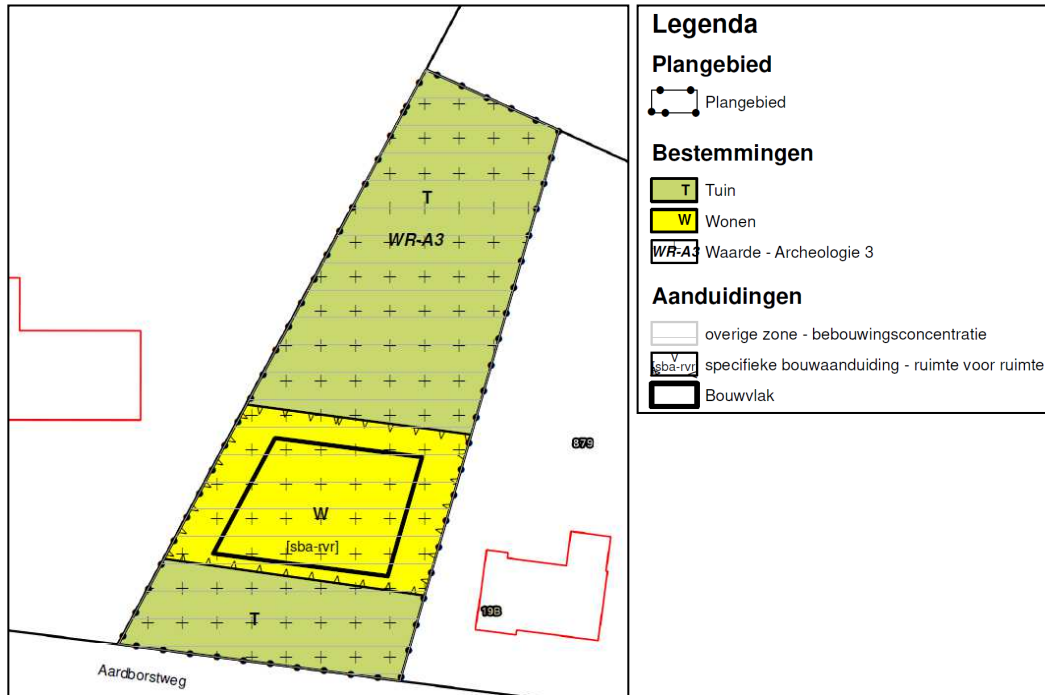 T
WR-A3
879
W
[sba-rvr]
19B
T
Aardborstweg
Legenda
Plangebied
Plangebied
Bestemmingen
T Tuin
W Wonen
WR-A3 Waarde - Archeologie 3
Aanduidingen
overige zone - bebouwingsconcentratie
[sba-rvr] specifieke bouwaanduiding - ruimte voor ruimte
Bouwvlak